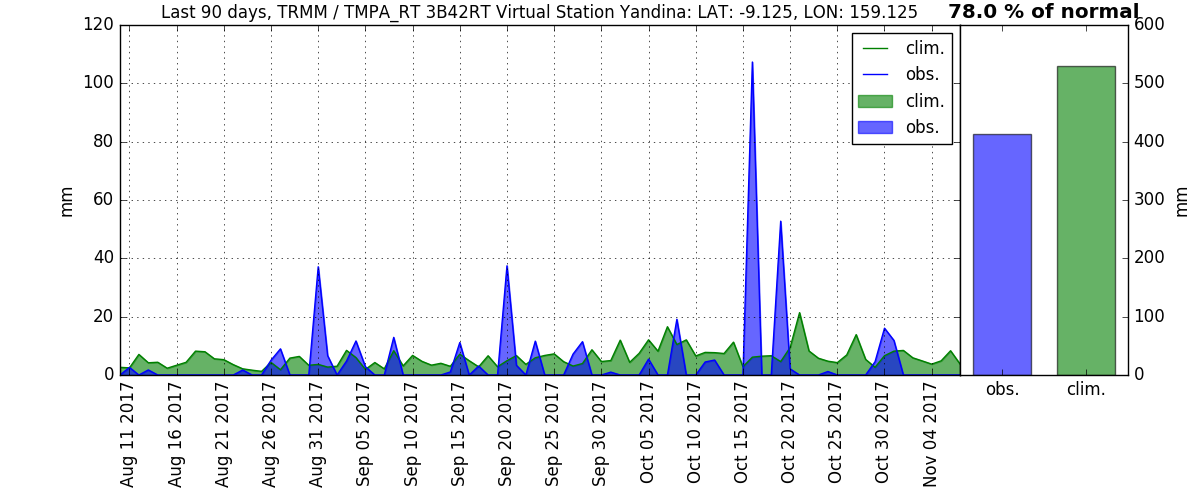 Last 90 days, TRMM / TMPA_RT 3B42RT Virtual Station Yandina: LAT: -9.125, LON: 159.125
78.0 % of normal
120
100
80
60
40
20
0
mm
clim.
obs.
clim.
obs.
600
500
400
300
200
100
0
mm
Aug 11 2017
Aug 16 2017
Aug 21 2017
Aug 26 2017
Aug 31 2017
Sep 05 2017
Sep 10 2017
Sep 15 2017
Sep 20 2017
Sep 25 2017
Sep 30 2017
Oct 05 2017
Oct 10 2017
Oct 15 2017
Oct 20 2017
Oct 25 2017
Oct 30 2017
Nov 04 2017
obs.
clim.